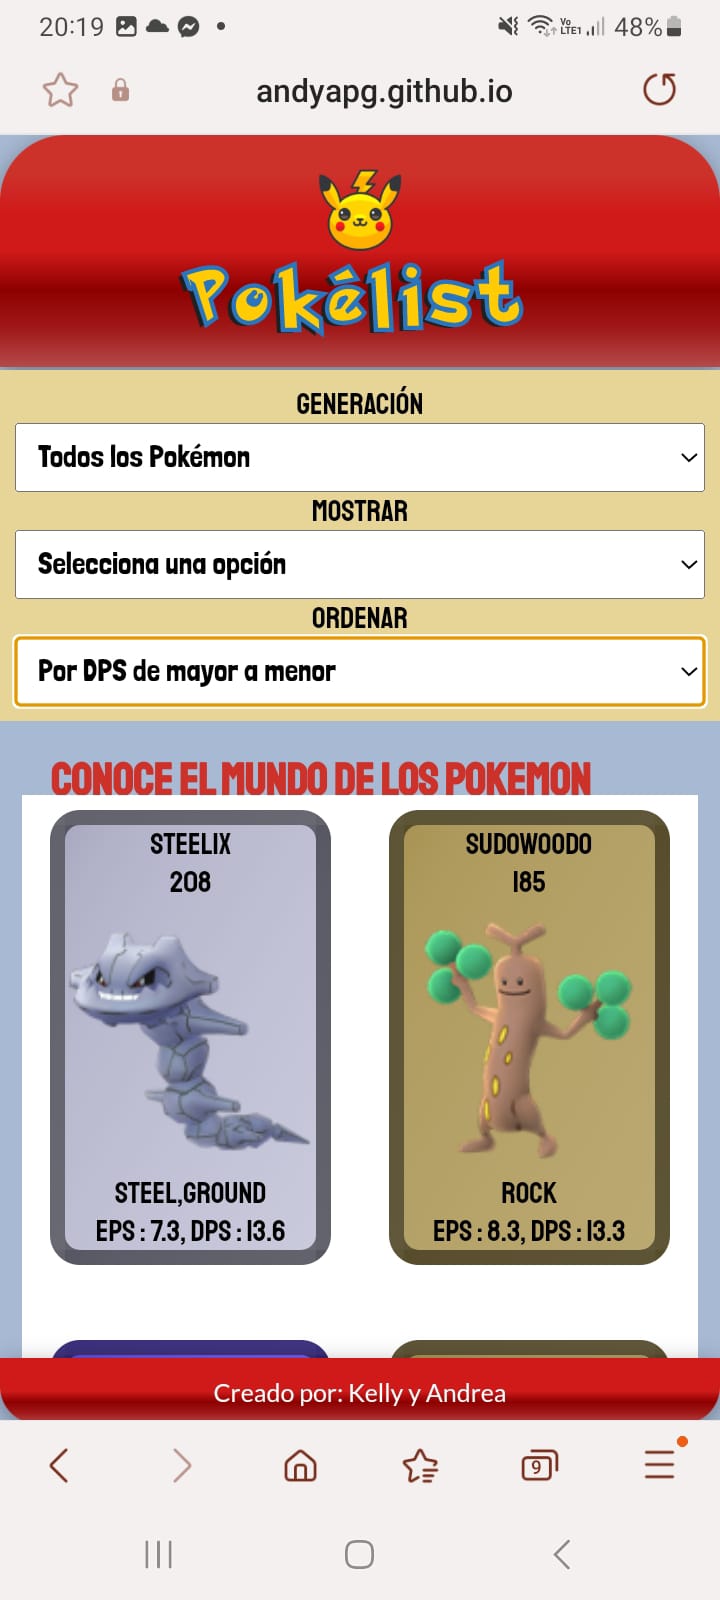 20:19
Vo
LTE1
48%
andyapg.github.io
Pokélist
GENERACIÓN
Todos los Pokémon
MOSTRAR
Selecciona una opción
ORDENAR
Por DPS de mayor a menor
CONOCE EL MUNDO DE LOS POKEMON
STEELIX
208
STEEL,GROUND
EPS : 7.3, DPS : 13.6
SUDOWOODO
185
ROCK
EPS : 8.3, DPS : 13.3
Creado por: Kelly y Andrea
9